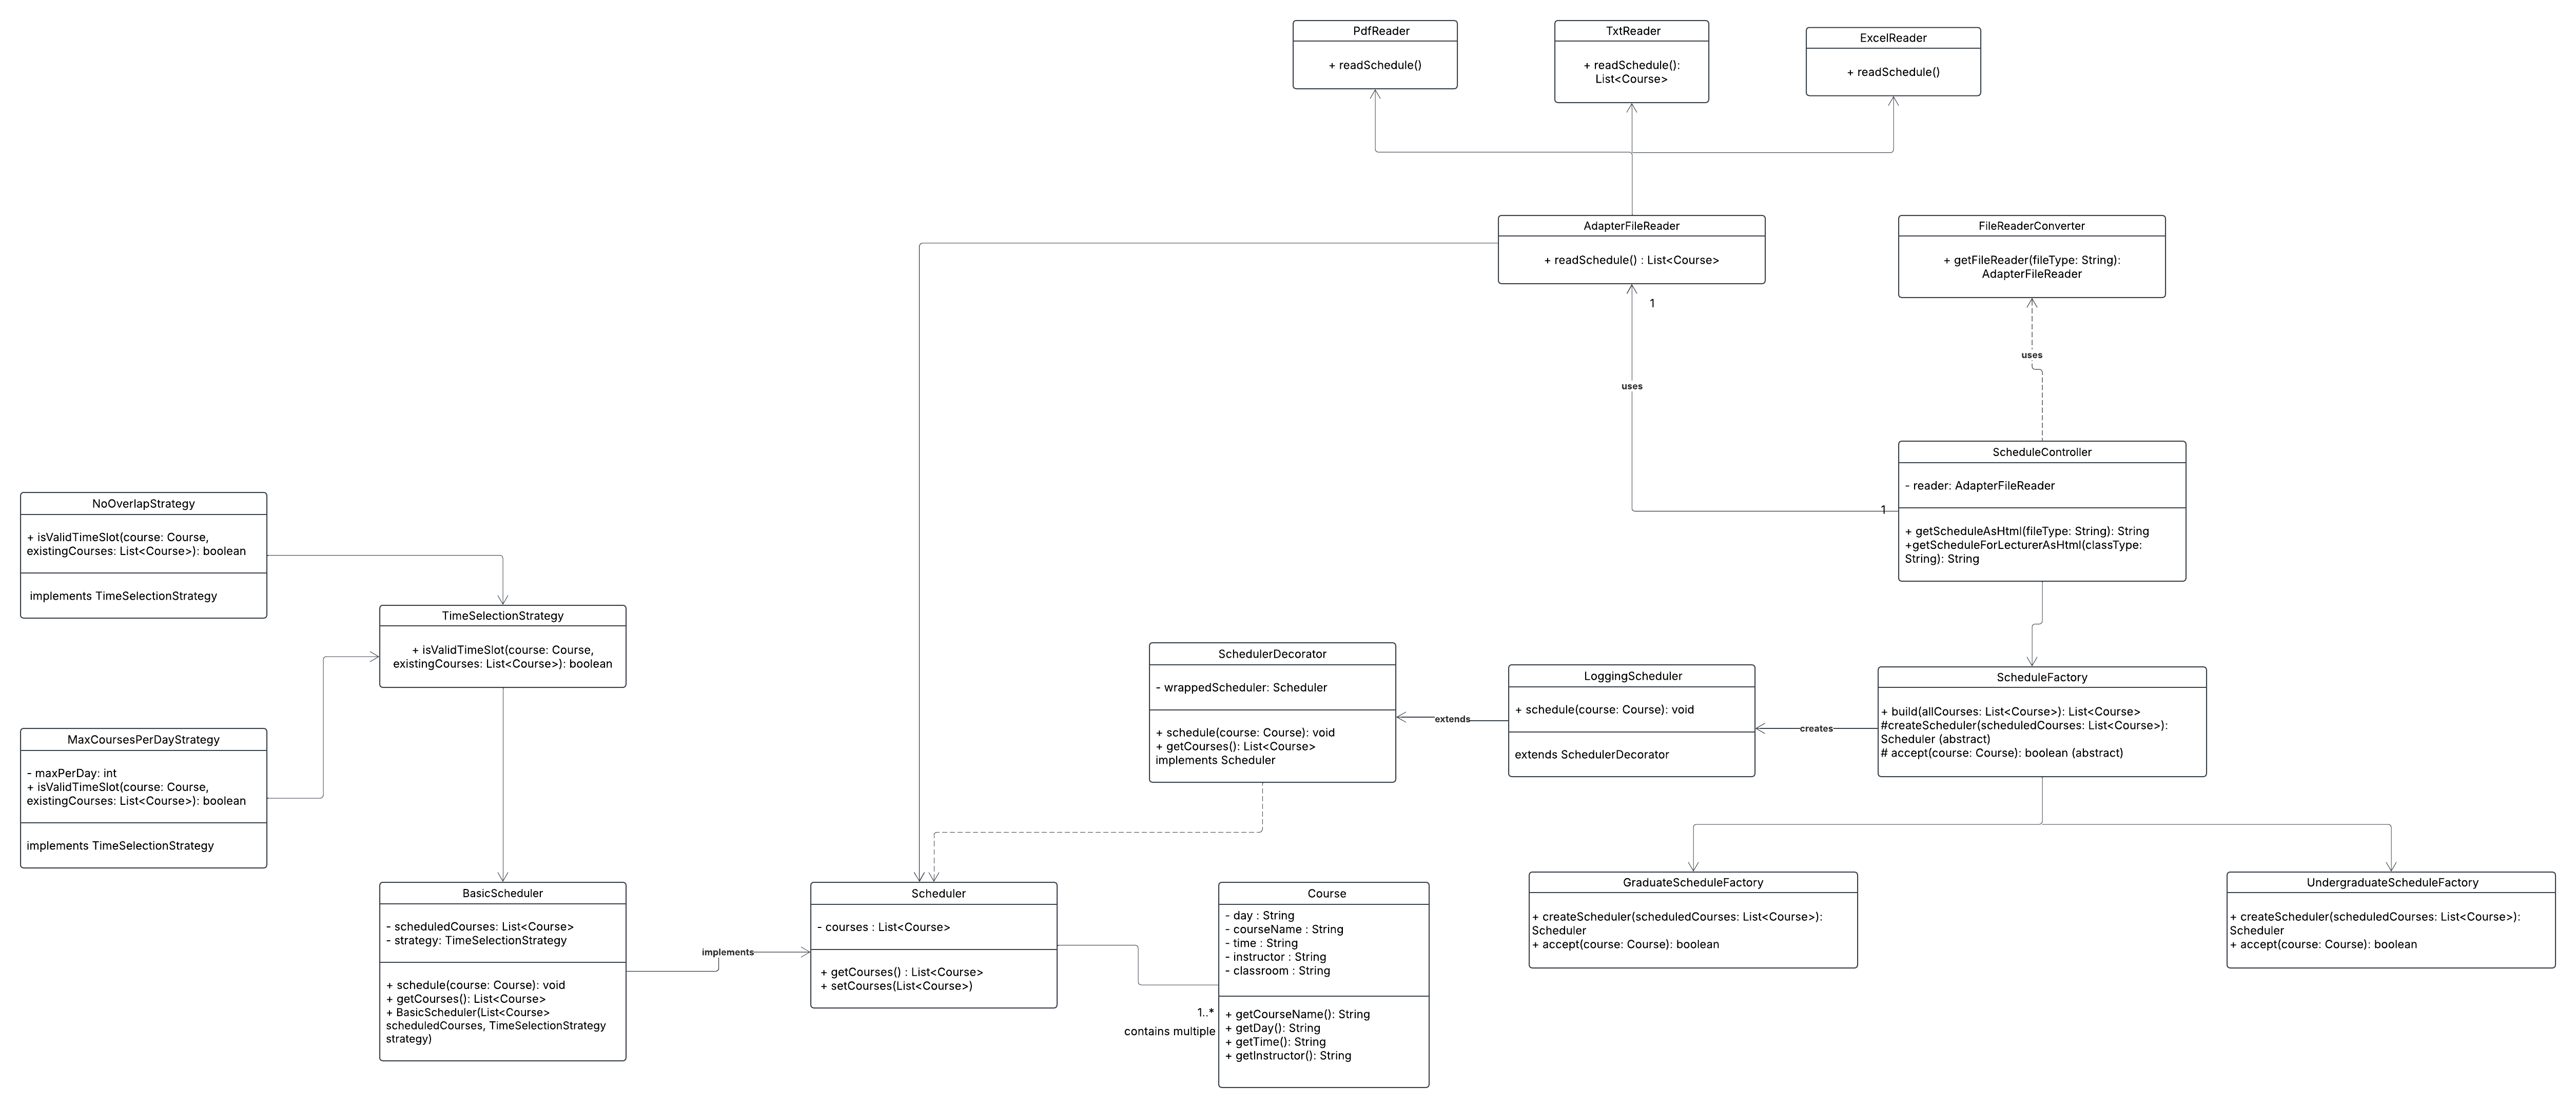 PdfReader
+ readSchedule()
TxtReader
+ readSchedule():
List<Course>
ExcelReader
+ readSchedule()
AdapterFileReader
+ readSchedule() : List<Course>
1
uses
FileReaderConverter
+ getFileReader(fileType: String):
AdapterFileReader
uses
ScheduleController
- reader: AdapterFileReader
1
+ getScheduleAsHtml(fileType: String): String
+getScheduleForLecturerAsHtml(classType:
String): String
NoOverlapStrategy
+ isValidTimeSlot(course: Course,
existingCourses: List<Course>): boolean
implements TimeSelectionStrategy
TimeSelectionStrategy
+ isValidTimeSlot(course: Course,
existingCourses: List<Course>): boolean
MaxCoursesPerDayStrategy
- maxPerDay: int
+ isValidTimeSlot(course: Course,
existingCourses: List<Course>): boolean
implements TimeSelectionStrategy
SchedulerDecorator
- wrappedScheduler: Scheduler
+ schedule(course: Course): void
+ getCourses(): List<Course>
implements Scheduler
extends
LoggingScheduler
+ schedule(course: Course): void
extends SchedulerDecorator
creates
ScheduleFactory
+ build(allCourses: List<Course>): List<Course>
#createScheduler(scheduledCourses: List<Course>):
Scheduler (abstract)
# accept(course: Course): boolean (abstract)
BasicScheduler
- scheduledCourses: List<Course>
- strategy: TimeSelectionStrategy
+ schedule(course: Course): void
+ getCourses(): List<Course>
+ BasicScheduler(List<Course>
scheduledCourses, TimeSelectionStrategy
strategy)
implements
Scheduler
- courses : List<Course>
+ getCourses() : List<Course>
+ setCourses(List<Course>)
1..*
contains multiple
Course
- day : String
- courseName : String
- time : String
- instructor : String
- classroom : String
+ getCourseName(): String
+ getDay(): String
+ getTime(): String
+ getInstructor(): String
GraduateScheduleFactory
+ createScheduler(scheduledCourses: List<Course>):
Scheduler
+ accept(course: Course): boolean
UndergraduateScheduleFactory
+ createScheduler(scheduledCourses: List<Course>):
Scheduler
+ accept(course: Course): boolean